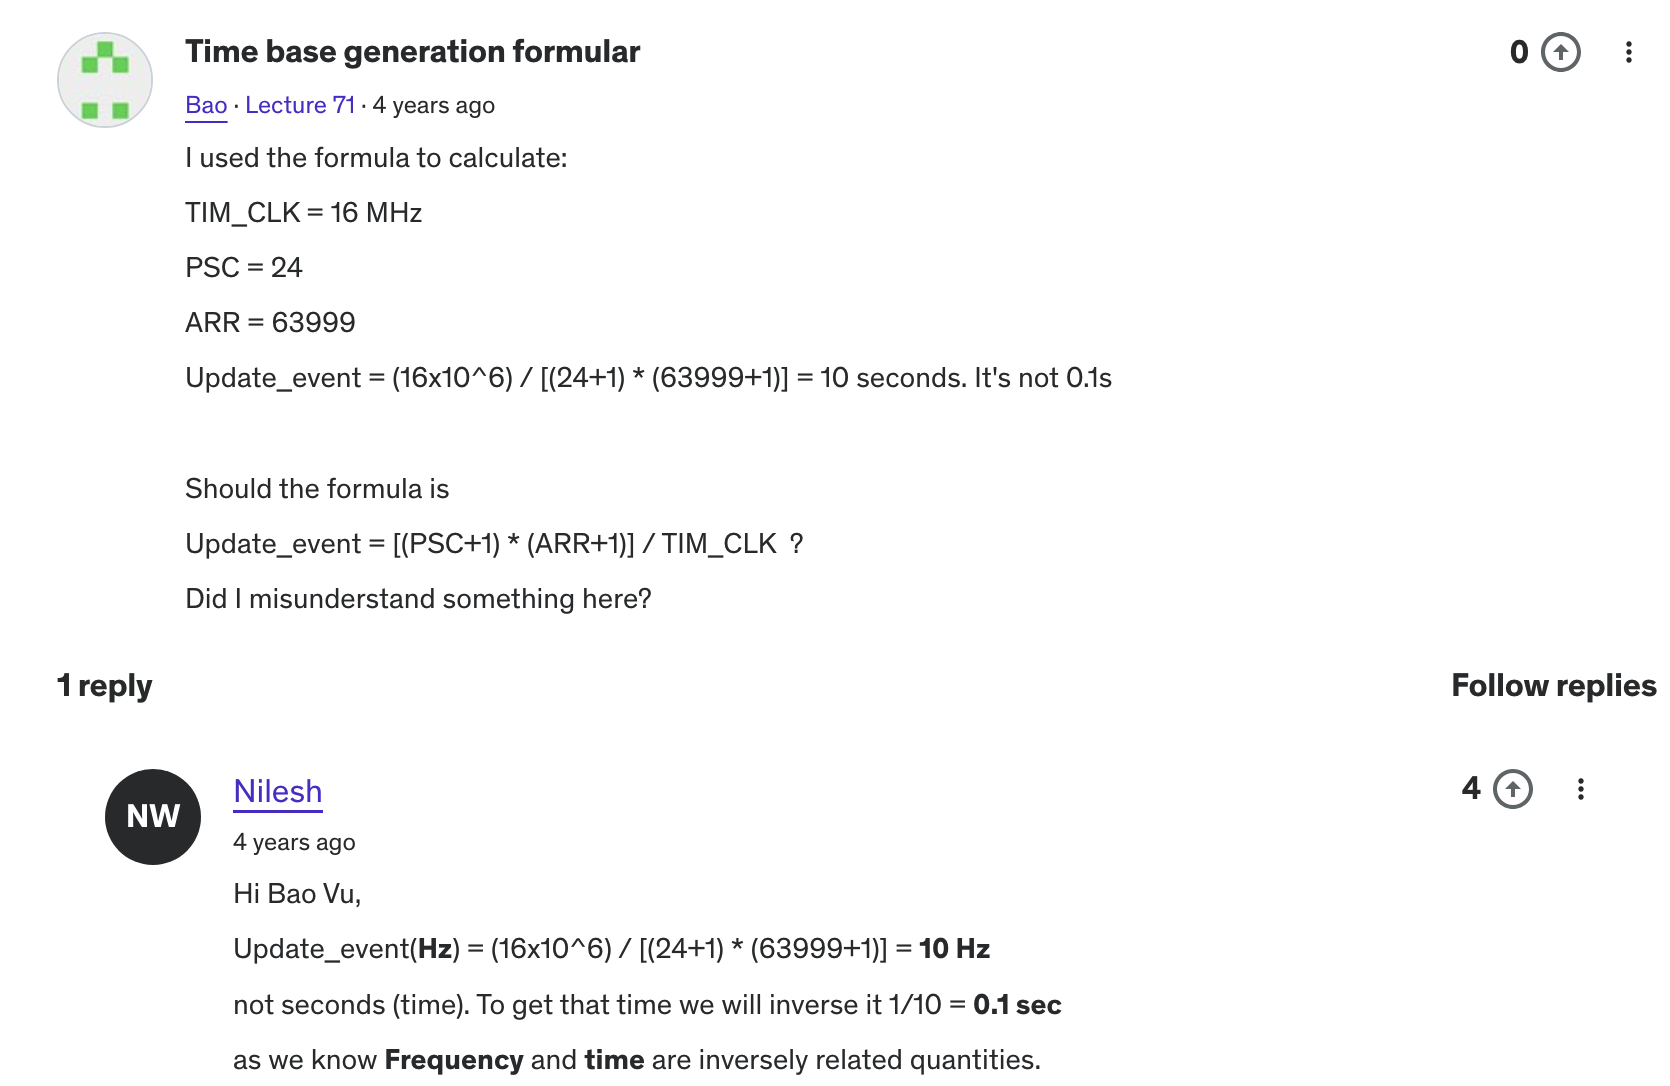 Time base generation formular
0
Bao · Lecture 71 · 4 years ago
I used the formula to calculate:
TIM_CLK = 16 MHz
PSC = 24
ARR = 63999
Update_event = (16x10^6) / [(24+1) * (63999+1)] = 10 seconds. It's not 0.1s
Should the formula is
Update_event = [(PSC+1) * (ARR+1)] / TIM_CLK  ?
Did I misunderstand something here?
1 reply
Follow replies
NW
Nilesh
4
4 years ago
Hi Bao Vu,
Update_event(Hz) = (16x10^6) / [(24+1) * (63999+1)] = 10 Hz
not seconds (time). To get that time we will inverse it 1/10 = 0.1 sec
as we know Frequency and time are inversely related quantities.